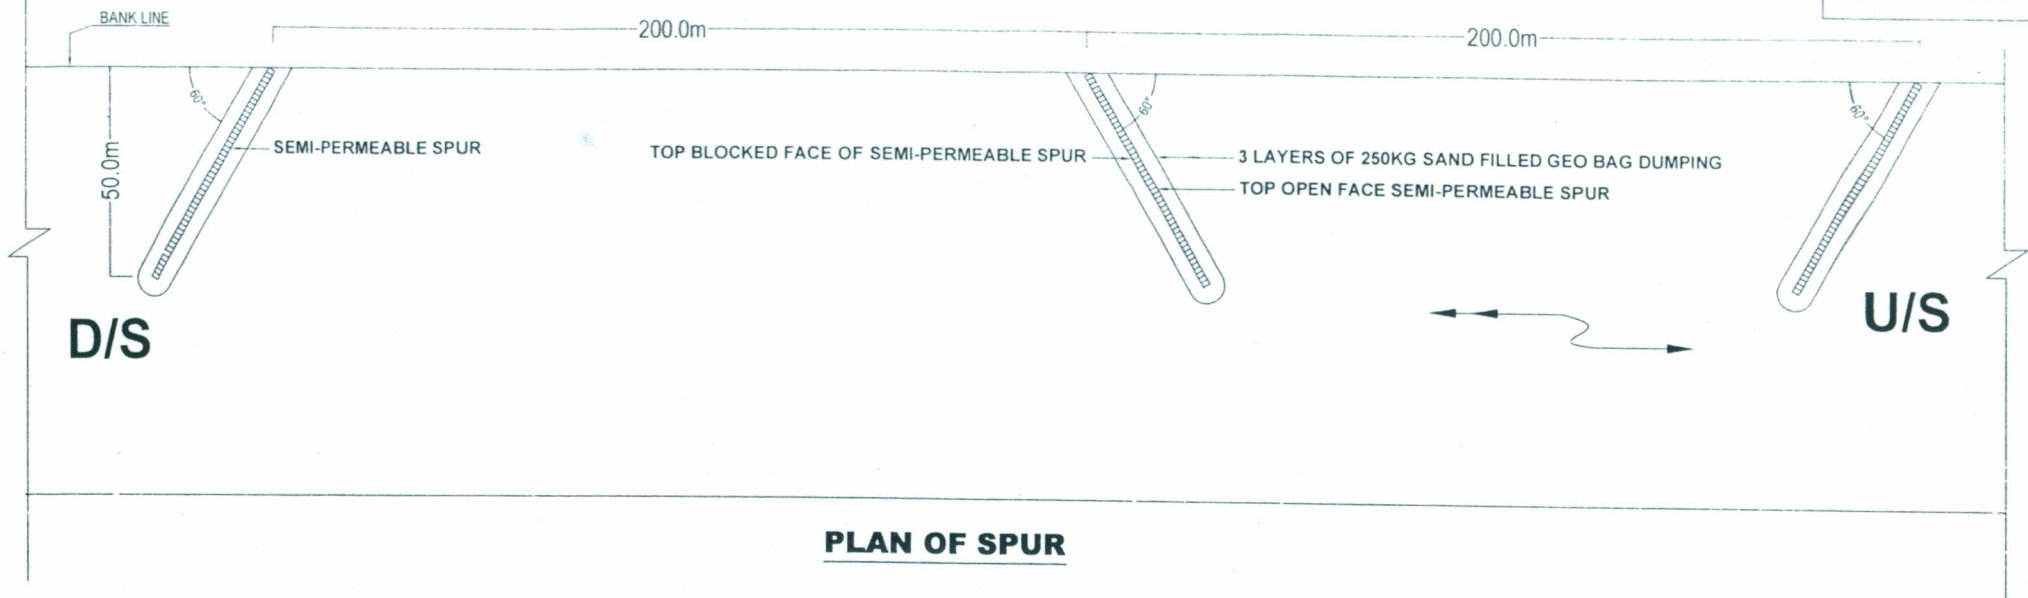 BANK LINE
200.0m
200.0m
60°
60°
60°
50.0m
SEMI-PERMEABLE SPUR
TOP BLOCKED FACE OF SEMI-PERMEABLE SPUR
3 LAYERS OF 250KG SAND FILLED GEO BAG DUMPING
TOP OPEN FACE SEMI-PERMEABLE SPUR
D/S
U/S
PLAN OF SPUR